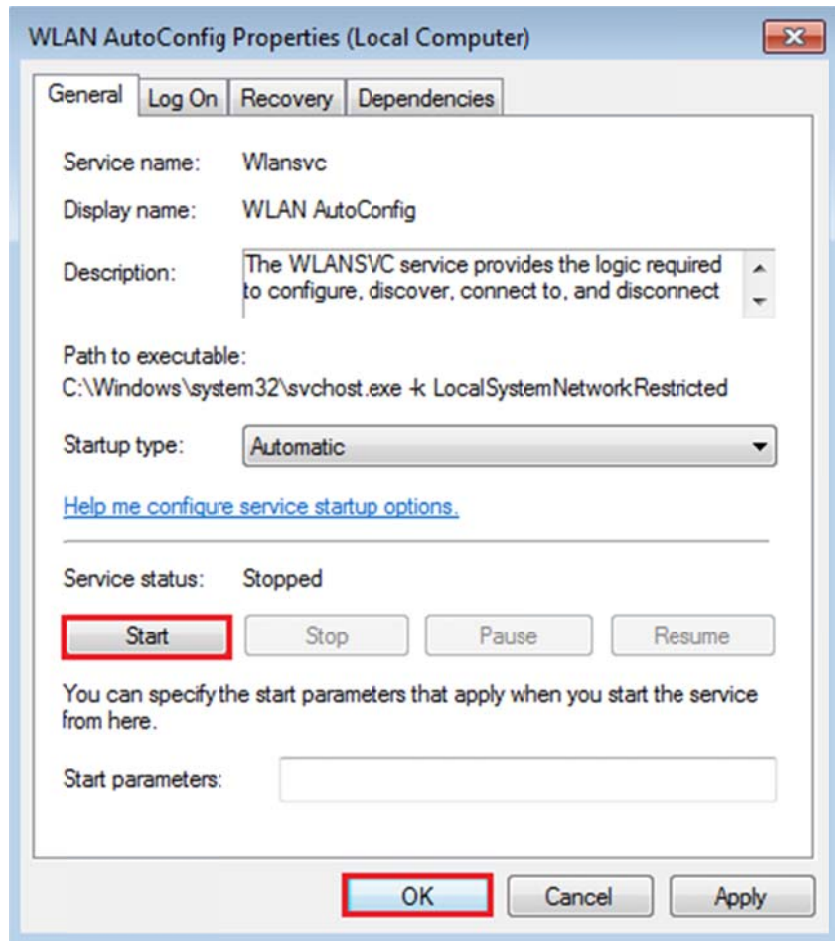 WLAN AutoConfig Properties (Local Computer)
General Log On Recovery Dependencies
Service name: Wlansvc
Display name: WLAN AutoConfig
Description: The WLANSVC service provides the logic required
to configure, discover, connect to, and disconnect
Path to executable:
C:\Windows\system32\svchost.exe -k LocalSystemNetworkRestricted
Startup type: Automatic
Help me configure service startup options.
Service status: Stopped
Start Stop Pause Resume
You can specify the start parameters that apply when you start the service
from here.
Start parameters:
OK Cancel Apply